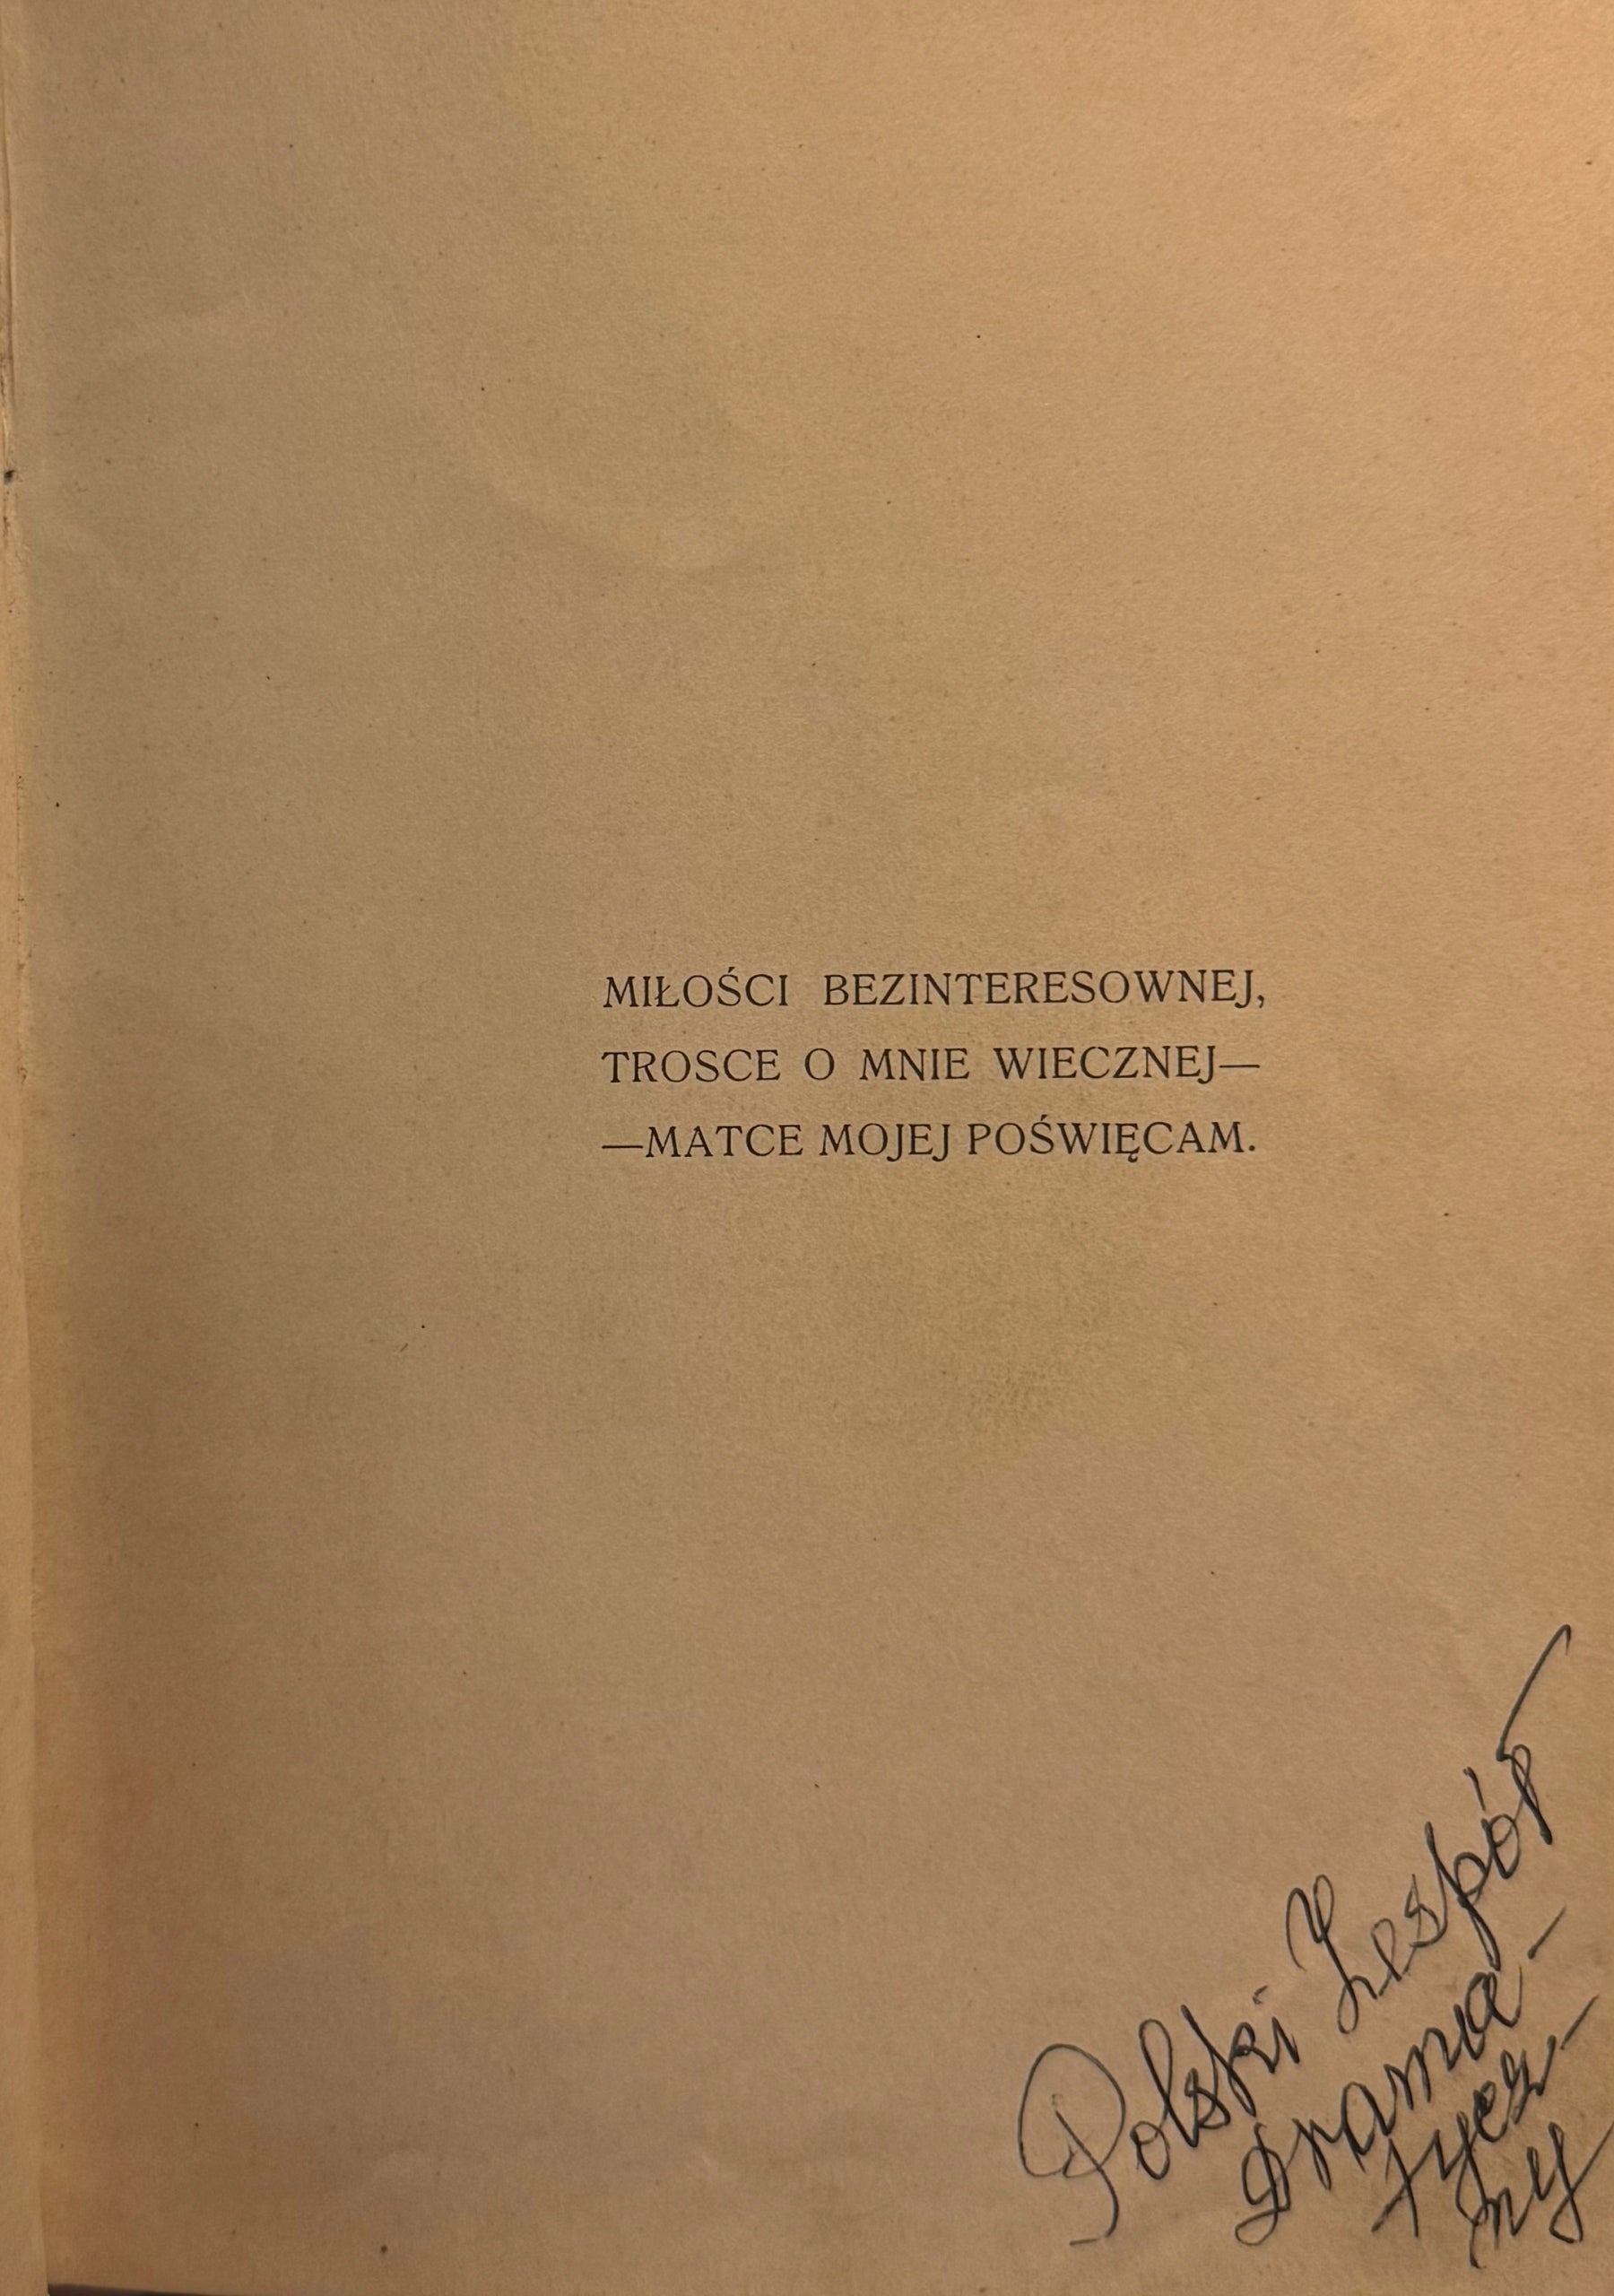 MIŁOŚCI BEZINTERESOWNEJ,
TROSCE O MNIE WIECZNEJ—
—MATCE MOJEJ POŚWIĘCAM.
Polski Zespół
Drama-
tycz-
ny